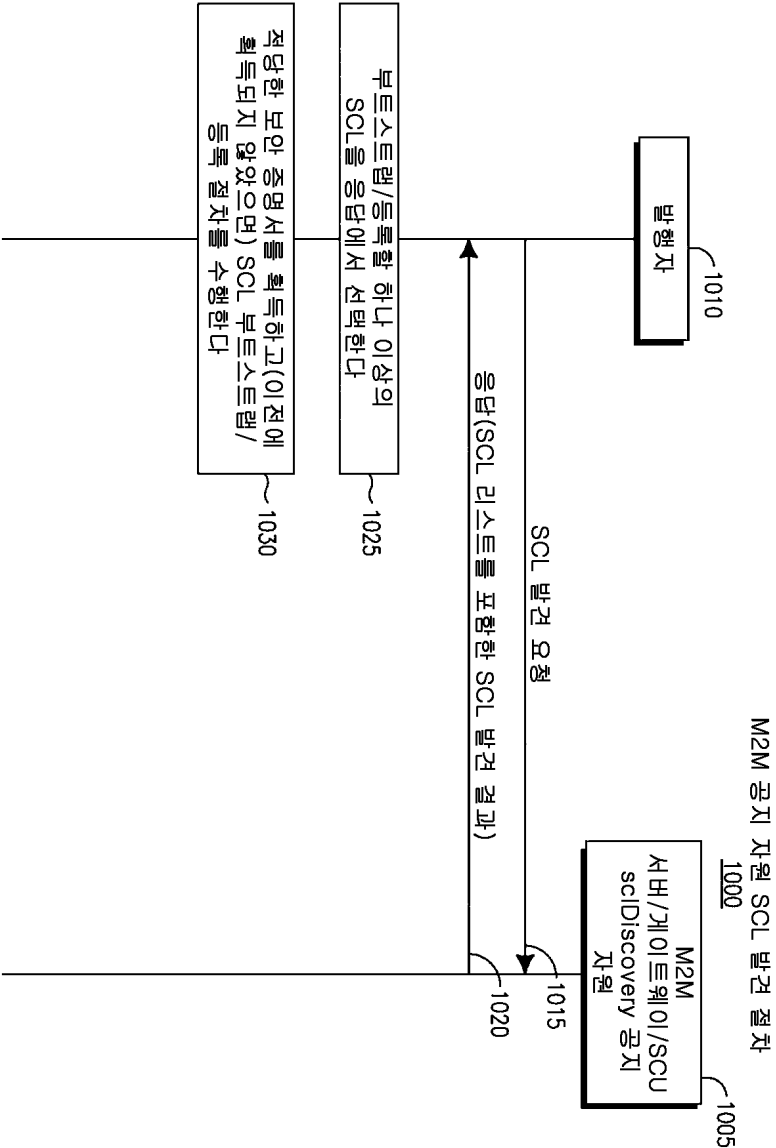 M2M 공지 자원 SCL 발견 절차
1000
발행자
1010
M2M
서버/게이트웨이/SCU
sclDiscovery 공지
자원
1005
SCL 발견 요청
1015
응답(SCL 리스트를 포함한 SCL 발견 결과)
1020
부트스트랩/등록할 하나 이상의
SCL을 응답에서 선택한다
1025
적당한 보안 증명서를 획득하고(이전에
획득되지 않았으면) SCL 부트스트랩/
등록 절차를 수행한다
1030